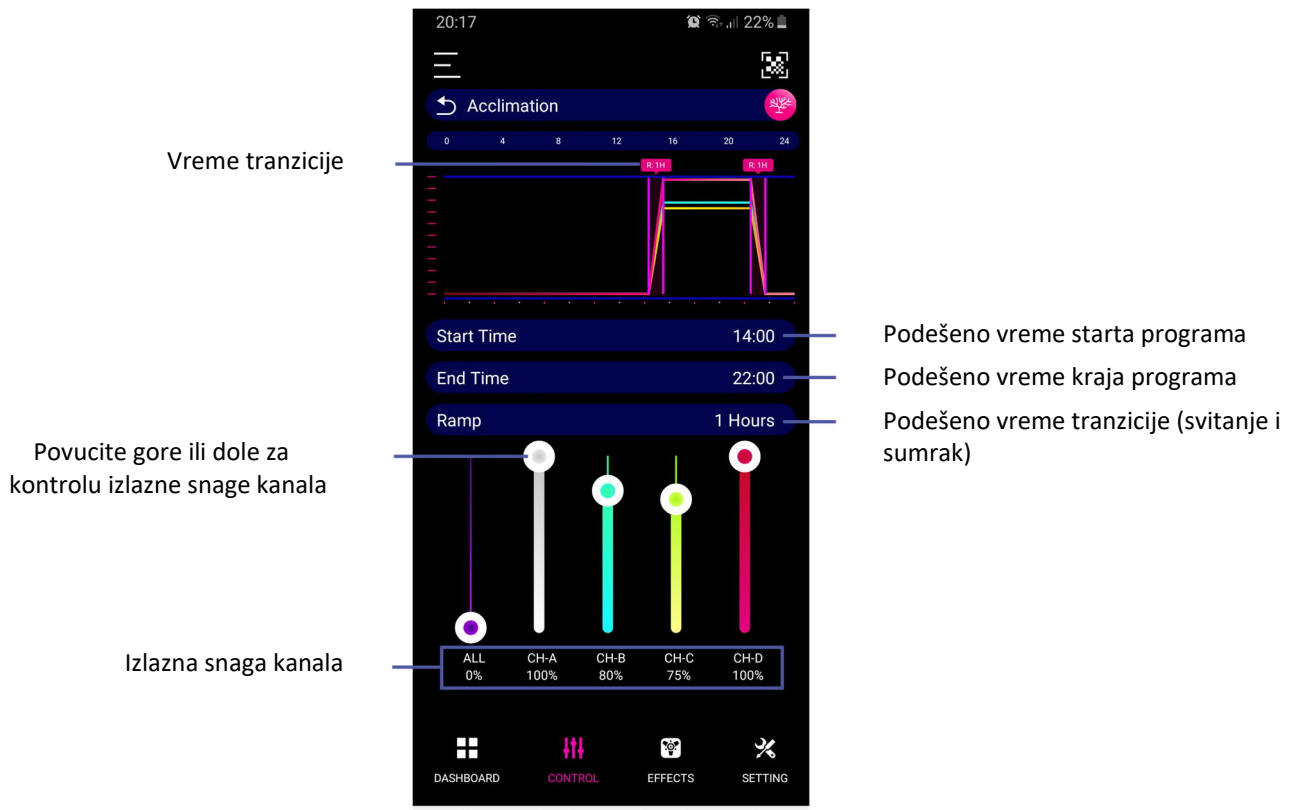 20:17 22%
Acclimation
0 4 8 12 16 20 24
Vreme tranzicije
R: 1H R: 1H
Start Time 14:00
Podešeno vreme starta programa
End Time 22:00
Podešeno vreme kraja programa
Ramp 1 Hours
Podešeno vreme tranzicije (svitanje i
sumrak)
Povucite gore ili dole za
kontrolu izlazne snage kanala
Izlazna snaga kanala
ALL CH-A CH-B CH-C CH-D
0% 100% 80% 75% 100%
DASHBOARD CONTROL EFFECTS SETTING